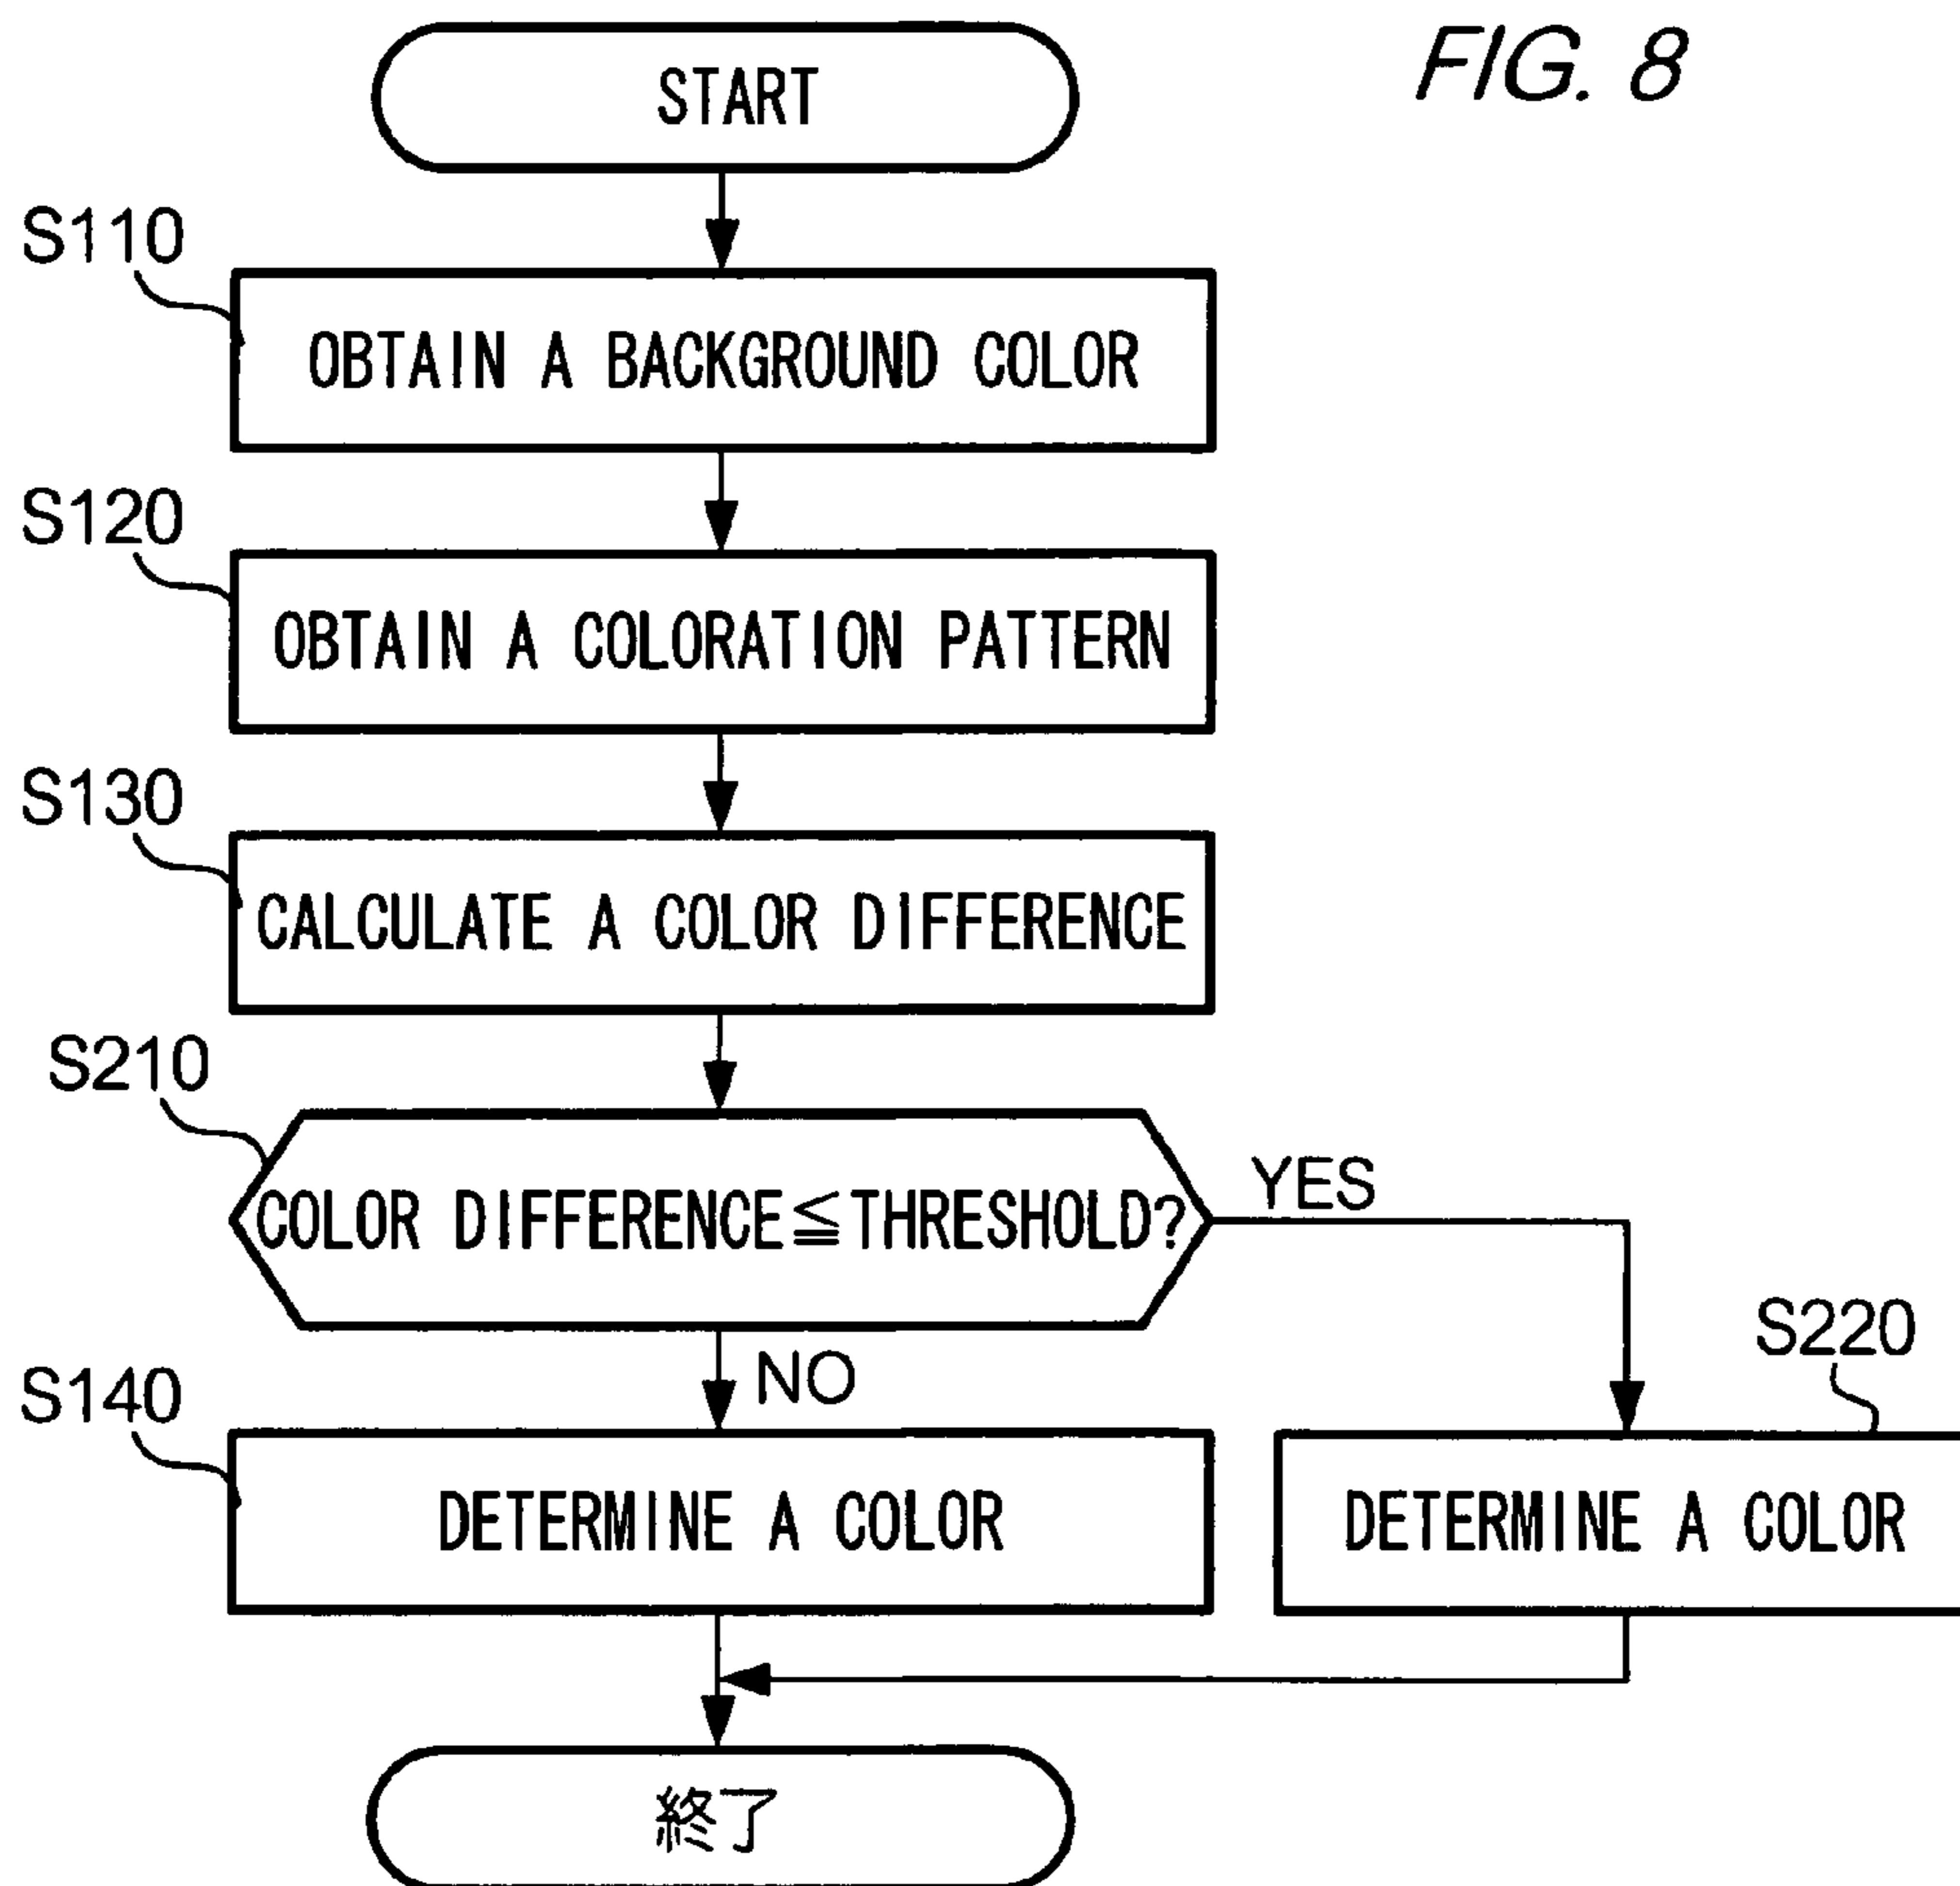 FIG. 8
START
S110
OBTAIN A BACKGROUND COLOR
S120
OBTAIN A COLORATION PATTERN
S130
CALCULATE A COLOR DIFFERENCE
S210
COLOR DIFFERENCE≦THRESHOLD?
YES
NO
S140
DETERMINE A COLOR
S220
DETERMINE A COLOR
終了